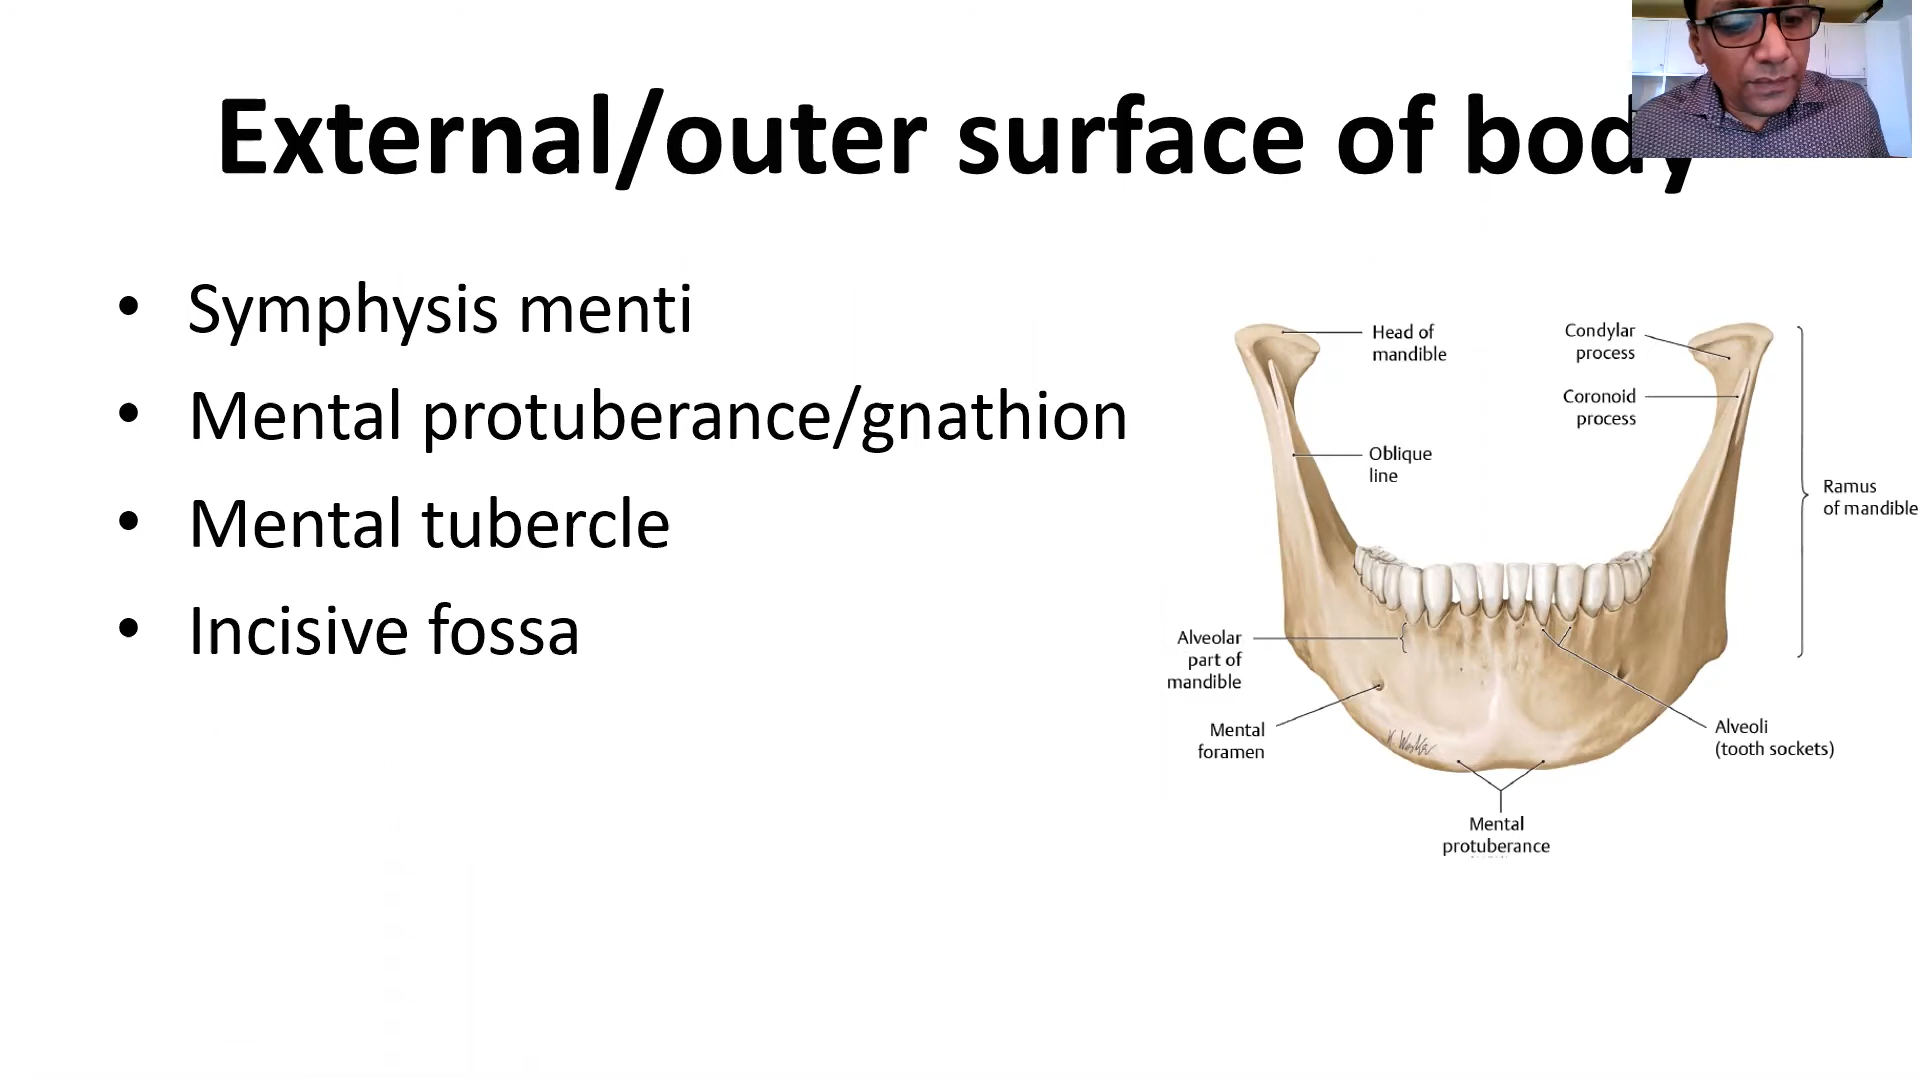 External/outer surface of body
• Symphysis menti
• Mental protuberance/gnathion
• Mental tubercle
• Incisive fossa
Head of
mandible
Condylar
process
Coronoid
process
Oblique
line
Ramus
of mandible
Alveolar
part of
mandible
Mental
foramen
Alveoli
(tooth sockets)
Mental
protuberance